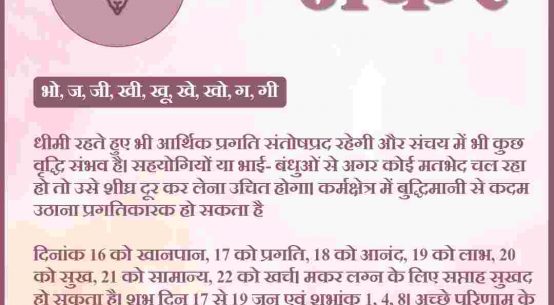 मकर
भो, ज, जी, खी, खू, खे, खो, ग, गी
धीमी रहते हुए भी आर्थिक प्रगति संतोषप्रद रहेगी और संचय में भी कुछ
वृद्धि संभव है। सहयोगियों या भाई- बंधुओं से अगर कोई मतभेद चल रहा
हो तो उसे शीघ्र दूर कर लेना उचित होगा। कर्मक्षेत्र में बुद्धिमानी से कदम
उठाना प्रगतिकारक हो सकता है
दिनांक 16 को खानपान, 17 को प्रगति, 18 को आनंद, 19 को लाभ, 20
को सुख, 21 को सामान्य, 22 को खर्च। मकर लग्न के लिए सप्ताह सुखद
हो सकता है। शुभ दिन 17 से 19 जून एवं शुभांक 1, 4, 8। अच्छे परिणाम के